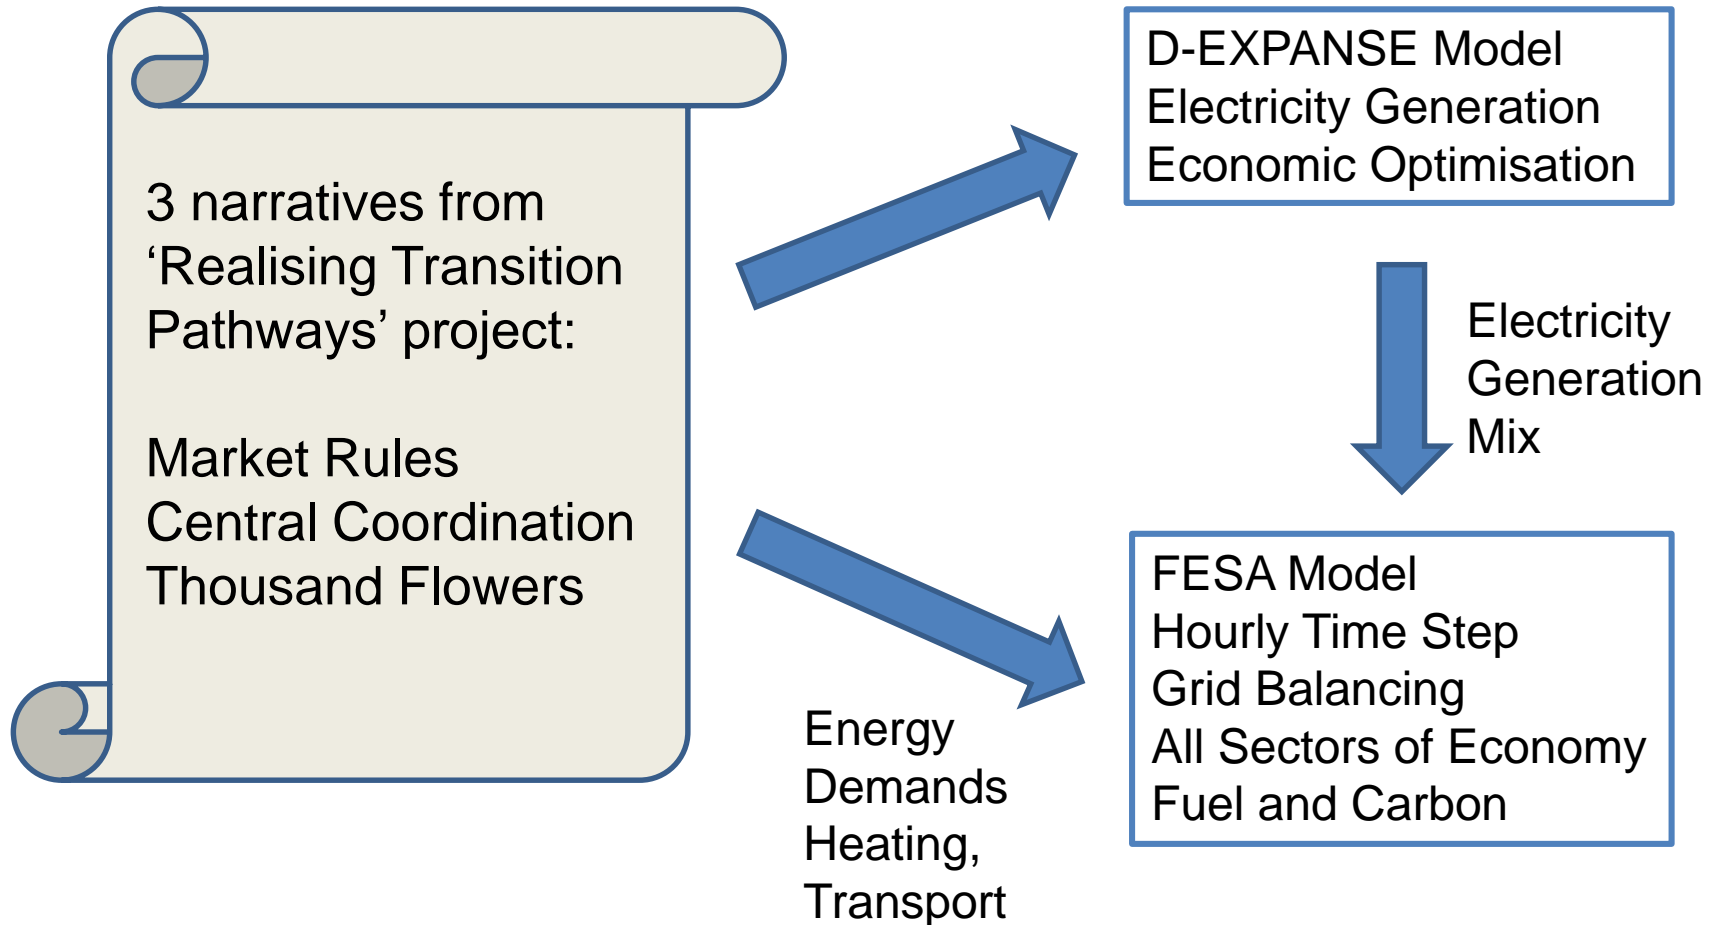 3 narratives from
‘Realising Transition
Pathways’ project:
Market Rules
Central Coordination
Thousand Flowers
D-EXPANSE Model
Electricity Generation
Economic Optimisation
Electricity
Generation
Mix
Energy
Demands
Heating,
Transport
FESA Model
Hourly Time Step
Grid Balancing
All Sectors of Economy
Fuel and Carbon